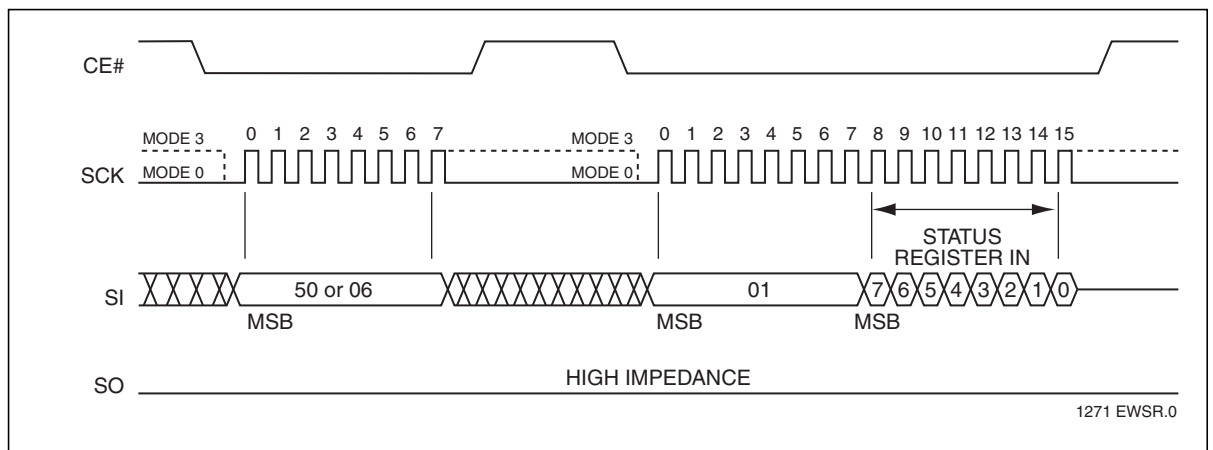 CE#
MODE 3 0 1 2 3 4 5 6 7 MODE 3 0 1 2 3 4 5 6 7 8 9 10 11 12 13 14 15
SCK MODE 0 MODE 0
STATUS
REGISTER IN
SI 50 or 06 01 7 6 5 4 3 2 1 0
MSB MSB MSB
SO HIGH IMPEDANCE
1271 EWSR.0